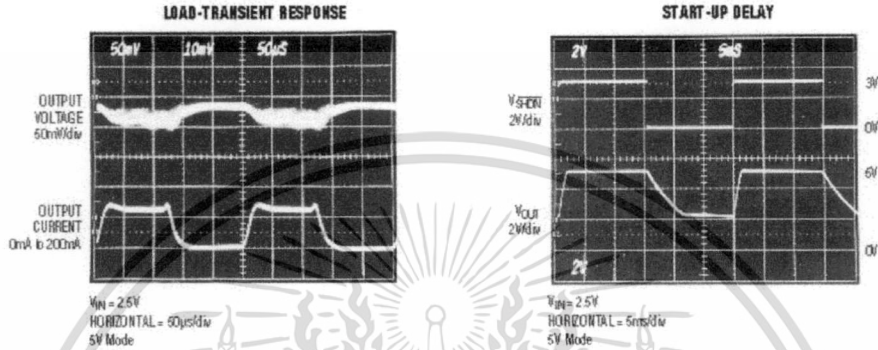 LOAD-TRANSIENT RESPONSE
50mV 10mV 50µS
OUTPUT
VOLTAGE
50mV/div
OUTPUT
CURRENT
0mA to 200mA
VIN = 2.5V
HORIZONTAL = 50µs/div
5V Mode
START-UP DELAY
2V 5mS
VSHDN
2V/div
3V
0V
VOUT
2V/div
5V
0V
2V
VIN = 2.5V
HORIZONTAL = 5ms/div
5V Mode